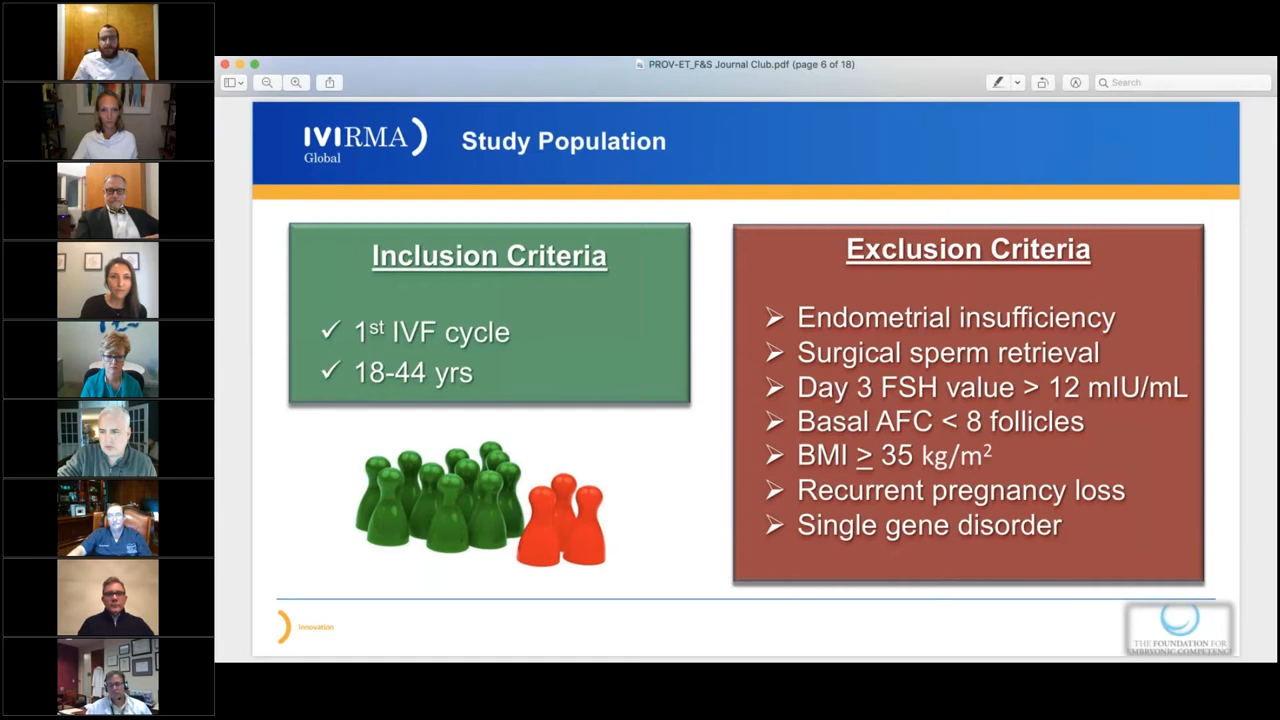 PROV-ET_F&S Journal Club.pdf (page 6 of 18)
Search
IVIRMA
Global
Study Population
Inclusion Criteria
✓ 1st IVF cycle
✓ 18-44 yrs
Exclusion Criteria
➢ Endometrial insufficiency
➢ Surgical sperm retrieval
➢ Day 3 FSH value > 12 mIU/mL
➢ Basal AFC < 8 follicles
➢ BMI ≥ 35 kg/m²
➢ Recurrent pregnancy loss
➢ Single gene disorder
Innovation
THE FOUNDATION FOR
EMBRYONIC COMPETENC